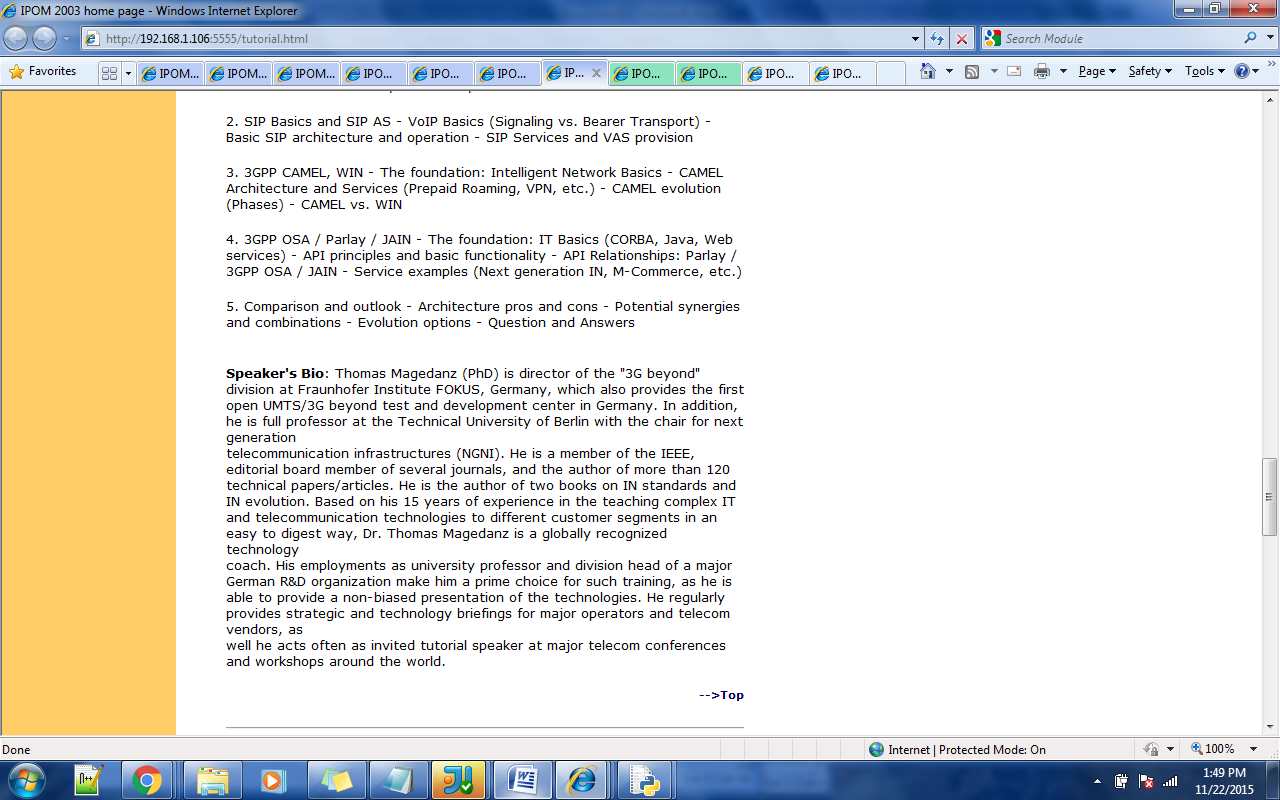 IPOM 2003 home page - Windows Internet Explorer
http://192.168.1.106:5555/tutorial.html
Search Module
Favorites
IPOM...
IPOM...
IPOM...
IPO...
IPO...
IPO...
IP...
IPO...
IPO...
IPO...
IPO...
Page
Safety
Tools
2. SIP Basics and SIP AS - VoIP Basics (Signaling vs. Bearer Transport) -
Basic SIP architecture and operation - SIP Services and VAS provision
3. 3GPP CAMEL, WIN - The foundation: Intelligent Network Basics - CAMEL
Architecture and Services (Prepaid Roaming, VPN, etc.) - CAMEL evolution
(Phases) - CAMEL vs. WIN
4. 3GPP OSA / Parlay / JAIN - The foundation: IT Basics (CORBA, Java, Web
services) - API principles and basic functionality - API Relationships: Parlay /
3GPP OSA / JAIN - Service examples (Next generation IN, M-Commerce, etc.)
5. Comparison and outlook - Architecture pros and cons - Potential synergies
and combinations - Evolution options - Question and Answers
Speaker's Bio: Thomas Magedanz (PhD) is director of the "3G beyond"
division at Fraunhofer Institute FOKUS, Germany, which also provides the first
open UMTS/3G beyond test and development center in Germany. In addition,
he is full professor at the Technical University of Berlin with the chair for next
generation
telecommunication infrastructures (NGNI). He is a member of the IEEE,
editorial board member of several journals, and the author of more than 120
technical papers/articles. He is the author of two books on IN standards and
IN evolution. Based on his 15 years of experience in the teaching complex IT
and telecommunication technologies to different customer segments in an
easy to digest way, Dr. Thomas Magedanz is a globally recognized
technology
coach. His employments as university professor and division head of a major
German R&D organization make him a prime choice for such training, as he is
able to provide a non-biased presentation of the technologies. He regularly
provides strategic and technology briefings for major operators and telecom
vendors, as
well he acts often as invited tutorial speaker at major telecom conferences
and workshops around the world.
-->Top
Done
Internet | Protected Mode: On
100%
1:49 PM
11/22/2015